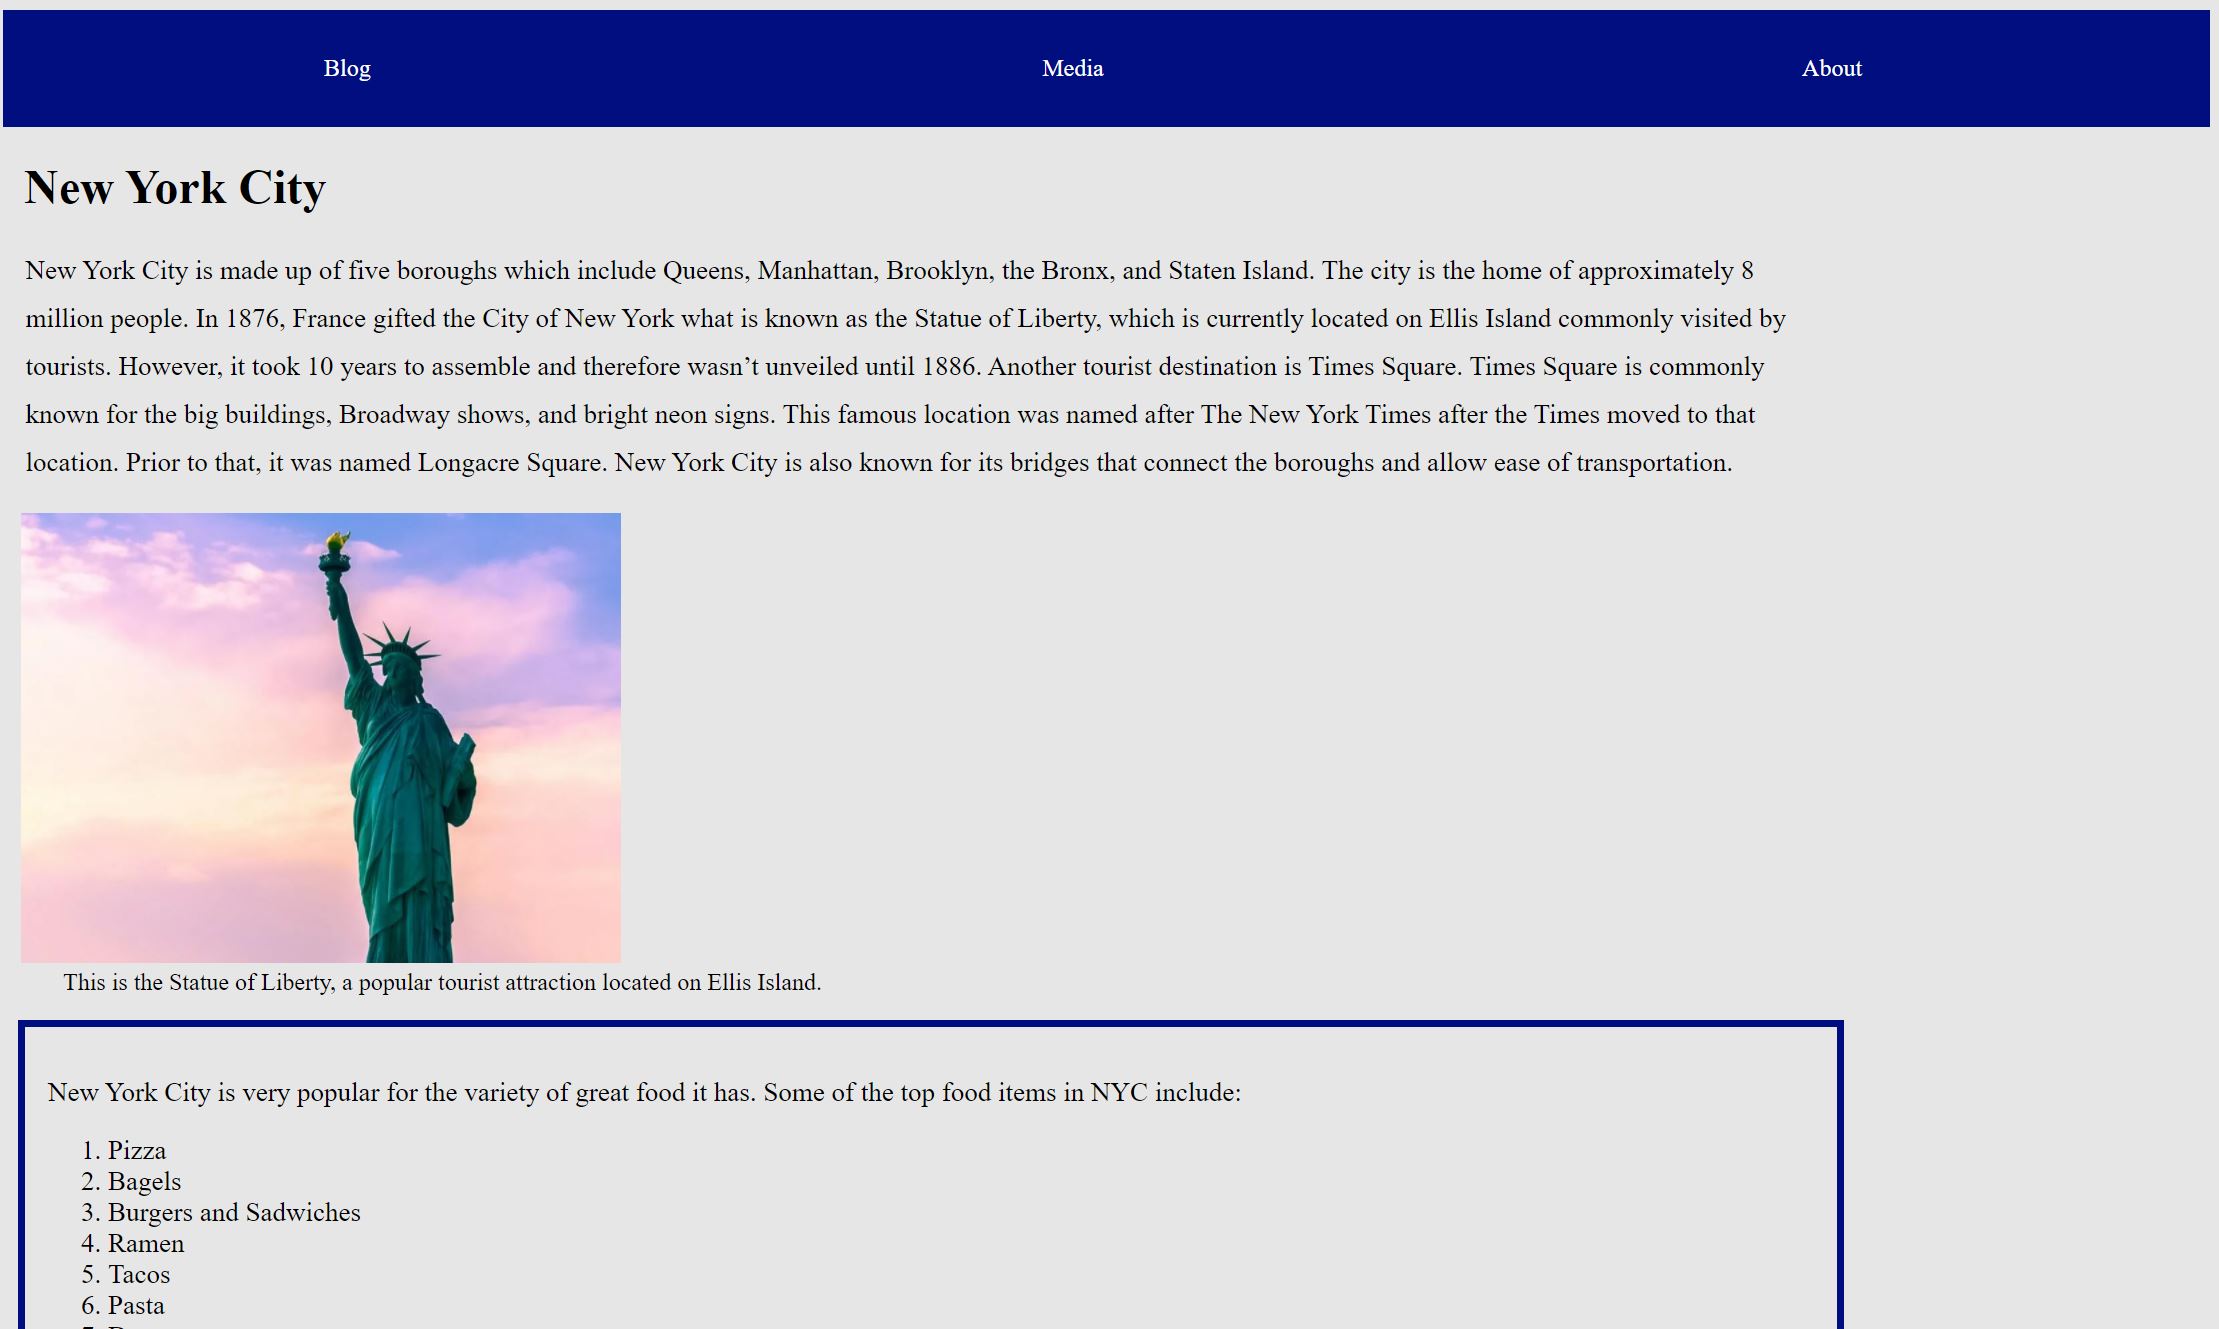 Blog Media About
New York City
New York City is made up of five boroughs which include Queens, Manhattan, Brooklyn, the Bronx, and Staten Island. The city is the home of approximately 8
million people. In 1876, France gifted the City of New York what is known as the Statue of Liberty, which is currently located on Ellis Island commonly visited by
tourists. However, it took 10 years to assemble and therefore wasn’t unveiled until 1886. Another tourist destination is Times Square. Times Square is commonly
known for the big buildings, Broadway shows, and bright neon signs. This famous location was named after The New York Times after the Times moved to that
location. Prior to that, it was named Longacre Square. New York City is also known for its bridges that connect the boroughs and allow ease of transportation.
This is the Statue of Liberty, a popular tourist attraction located on Ellis Island.
New York City is very popular for the variety of great food it has. Some of the top food items in NYC include:
1. Pizza
2. Bagels
3. Burgers and Sadwiches
4. Ramen
5. Tacos
6. Pasta